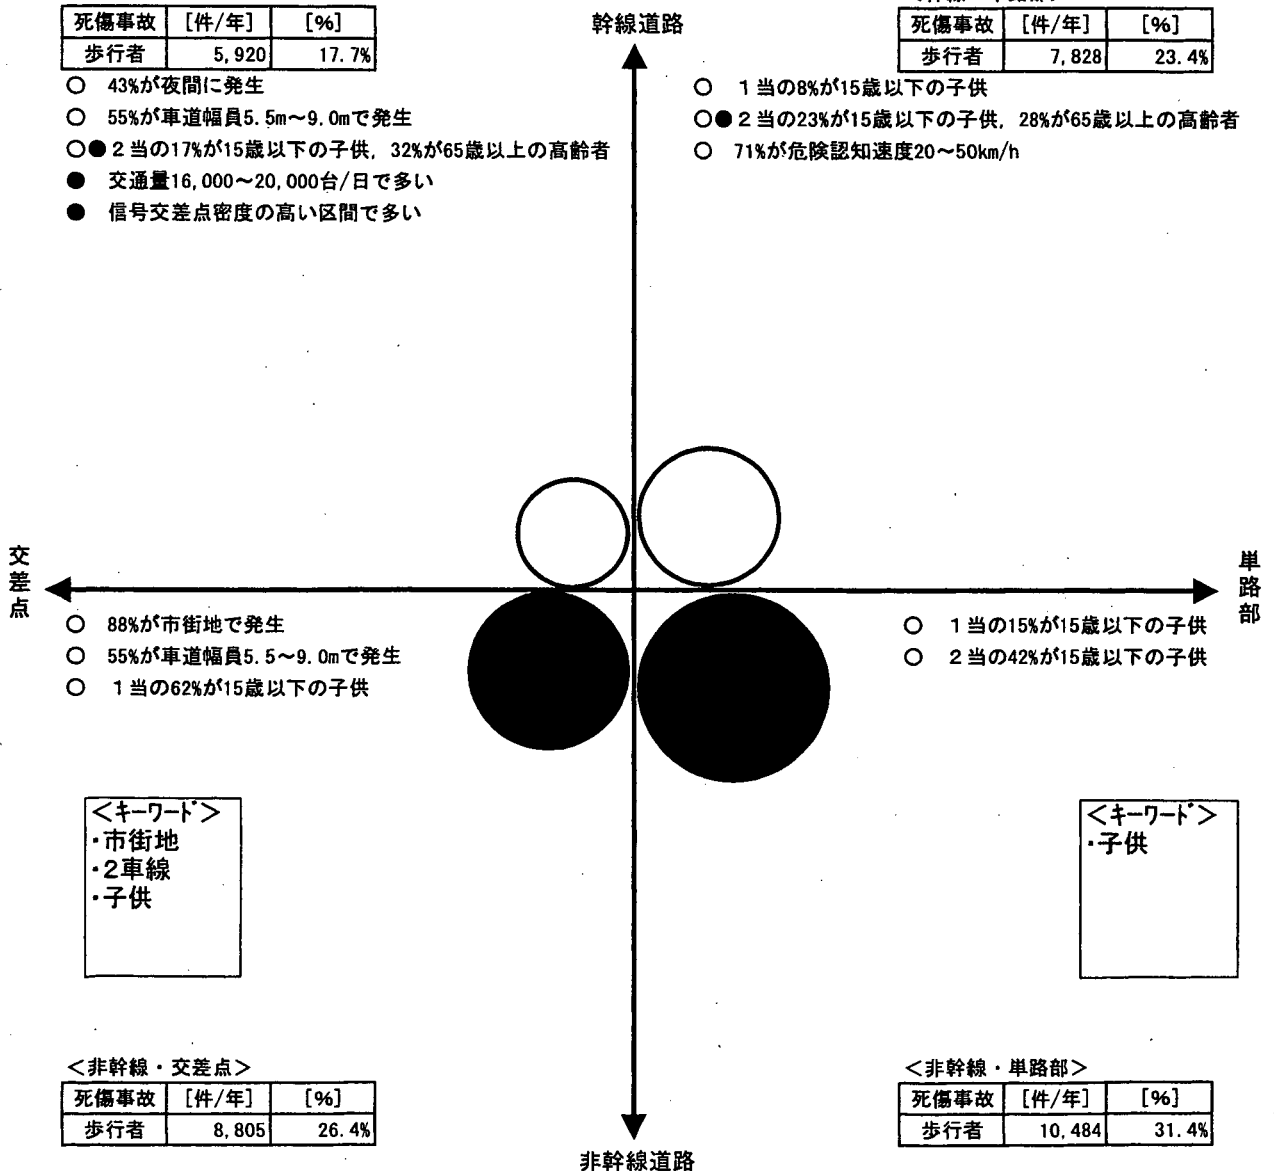 幹線道路
死傷事故 [件/年] [%]
歩行者 5,920 17.7%
○ 43%が夜間に発生
○ 55%が車道幅員5.5m～9.0mで発生
○●２当の17%が15歳以下の子供，32%が65歳以上の高齢者
● 交通量16,000～20,000台/日で多い
● 信号交差点密度の高い区間で多い
死傷事故 [件/年] [%]
歩行者 7,828 23.4%
○ １当の8%が15歳以下の子供
○●２当の23%が15歳以下の子供，28%が65歳以上の高齢者
○ 71%が危険認知速度20～50km/h
交差点
単路部
○ 88%が市街地で発生
○ 55%が車道幅員5.5～9.0mで発生
○ １当の62%が15歳以下の子供
○ １当の15%が15歳以下の子供
○ ２当の42%が15歳以下の子供
＜キーワード＞
・市街地
・2車線
・子供
＜キーワード＞
・子供
＜非幹線・交差点＞
死傷事故 [件/年] [%]
歩行者 8,805 26.4%
＜非幹線・単路部＞
死傷事故 [件/年] [%]
歩行者 10,484 31.4%
非幹線道路